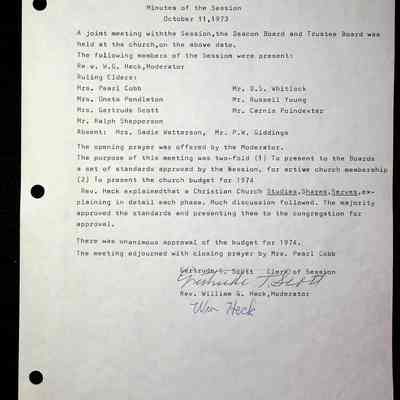 Minutes of the Session
October 11,1973
A joint meeting withthe Session,the Deacon Board and Trustee Board was
held at the church,on the above date.
The following members of the Session were present:
Re v. W.G. Heck,Moderator
Ruling Elders:
Mrs. Pearl Cobb Mr. U.S. Whitlock
Mrs. Oneta Pendleton Mr. Russell Young
Mrs. Gertrude Scott Mr. Carnie Poindexter
Mr. Ralph Shepperson
Absent: Mrs. Sadie Watterson, Mr. P.W. Giddings
The opening prayer was offered by the Moderator.
The purpose of this meeting was two-fold (1) To present to the Boards
a set of standards approved by the Session, for active church membership
(2) To present the church budget for 1974
Rev. Heck explainedthat a Christian Church Studies,Shares,Serves,ex-
plaining in detail each phase. Much discussion followed. The majority
approved the standards and presenting them to the congregation for
approval.
There was unanimous approval of the budget for 1974.
The meeting adjourned with closing prayer by Mrs. Pearl Cobb
Gertrude T. Scott Clerk of Session
Gertrude T. Scott
Rev. William G. Heck,Moderator
Wm Heck